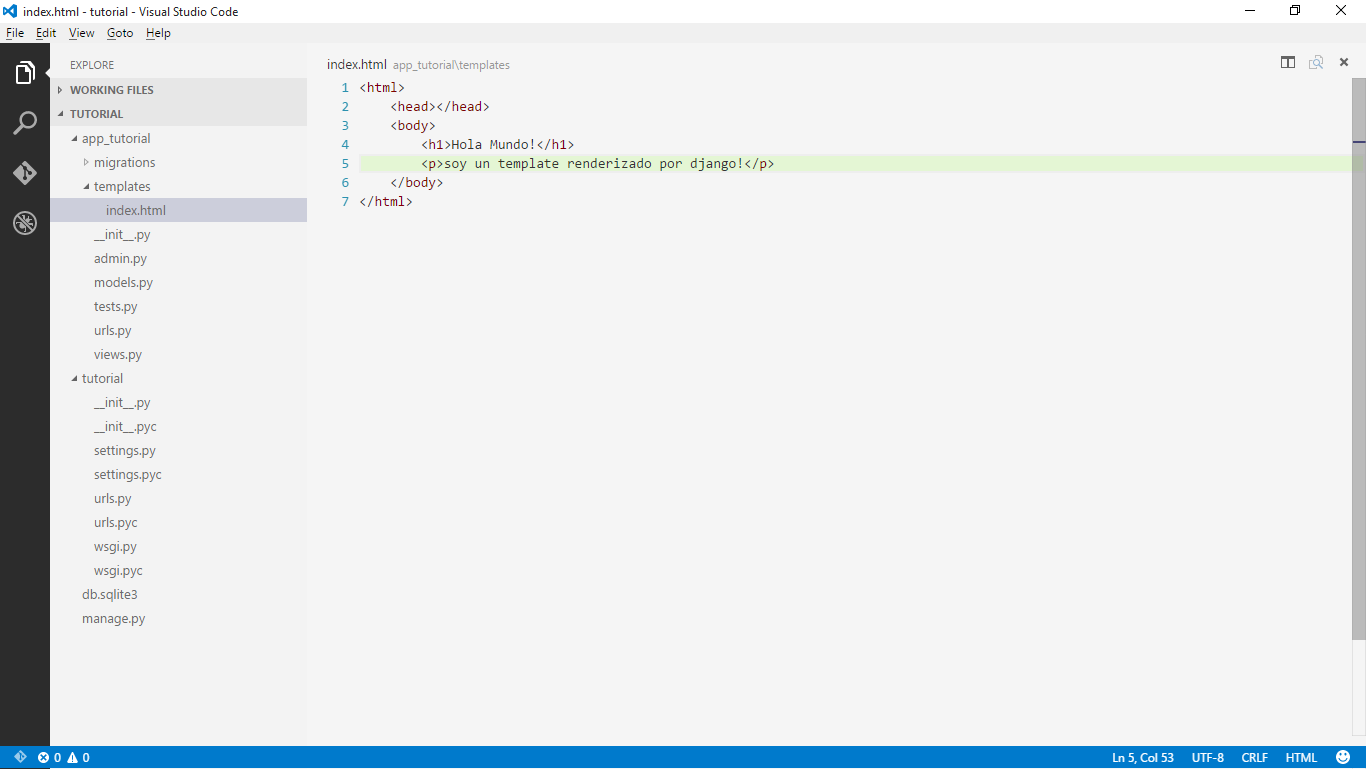 index.html - tutorial - Visual Studio Code
File Edit View Goto Help
EXPLORE
WORKING FILES
TUTORIAL
app_tutorial
migrations
templates
index.html
__init__.py
admin.py
models.py
tests.py
urls.py
views.py
tutorial
__init__.py
__init__.pyc
settings.py
settings.pyc
urls.py
urls.pyc
wsgi.py
wsgi.pyc
db.sqlite3
manage.py
index.html app_tutorial\templates
1 <html>
2     <head></head>
3     <body>
4         <h1>Hola Mundo!</h1>
5         <p>soy un template renderizado por django!</p>
6     </body>
7 </html>
0 0 Ln 5, Col 53 UTF-8 CRLF HTML